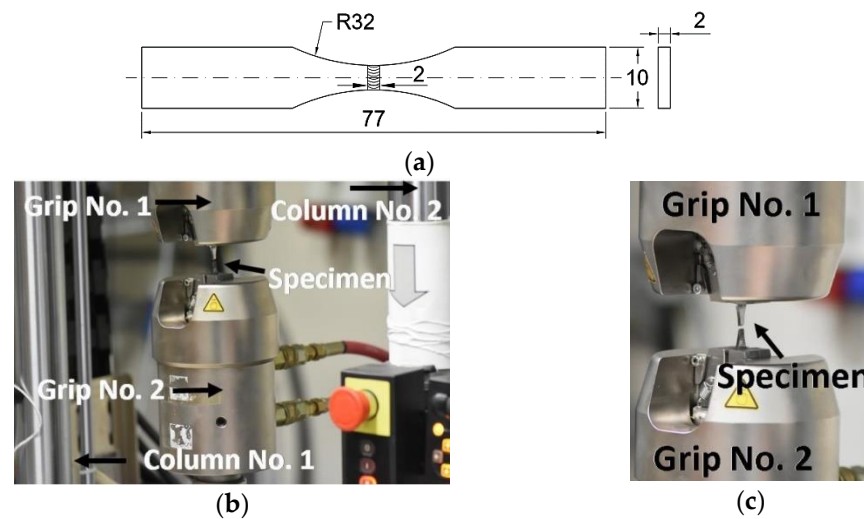 R32
2
2
10
77
(a)
Grip No. 1
Column No. 2
Specimen
Grip No. 2
Column No. 1
(b)
Grip No. 1
Specimen
Grip No. 2
(c)